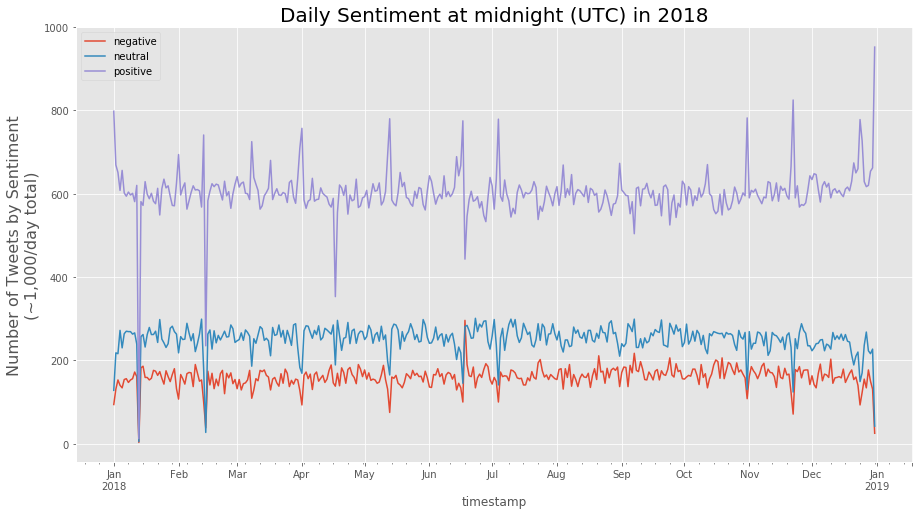 Daily Sentiment at midnight (UTC) in 2018
Number of Tweets by Sentiment
(~1,000/day total)
1000
800
600
400
200
0
negative
neutral
positive
Jan Feb Mar Apr May Jun Jul Aug Sep Oct Nov Dec Jan
2018 2019
timestamp